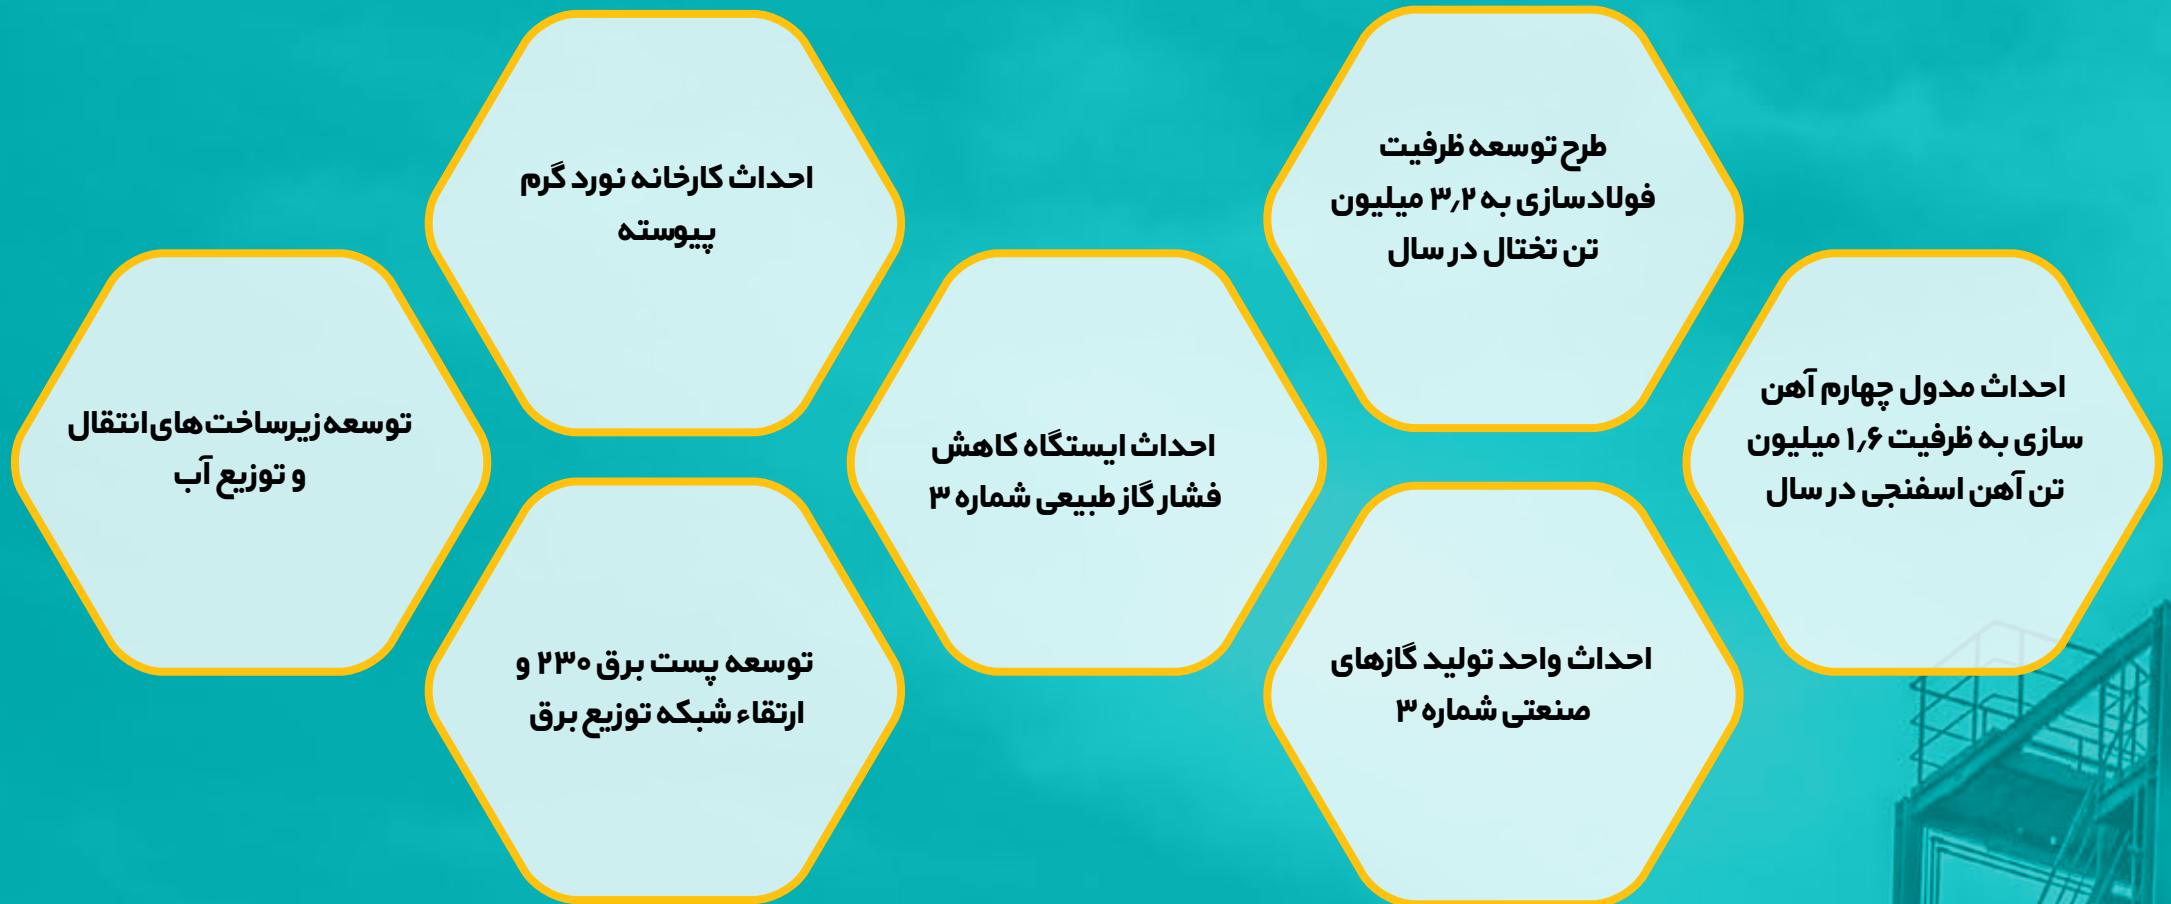 طرح توسعه ظرفیت
فولادسازی به ۳٫۲ میلیون
تن تختال در سال
احداث کارخانه نورد گرم
پیوسته
احداث مدول چهارم آهن
سازی به ظرفیت ۱٫۶ میلیون
تن آهن اسفنجی در سال
احداث ایستگاه کاهش
فشار گاز طبیعی شماره ۳
توسعه زیرساخت‌های انتقال
و توزیع آب
احداث واحد تولید گازهای
صنعتی شماره ۳
توسعه پست برق ۲۳۰ و
ارتقاء شبکه توزیع برق